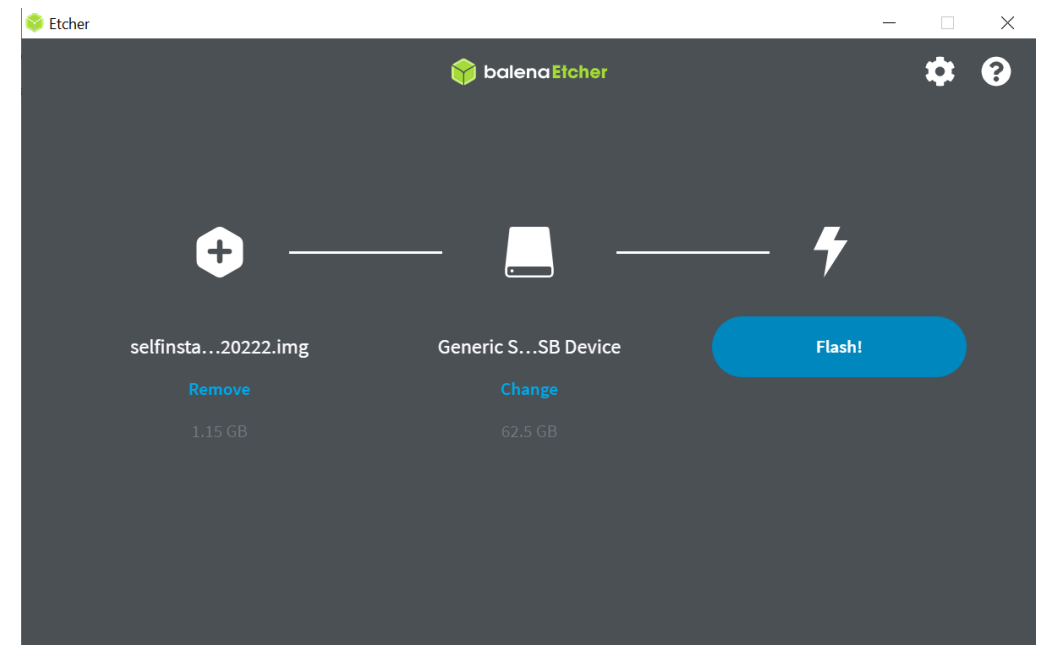 Etcher
balenaEtcher
selfinsta...20222.img
Generic S...SB Device
Flash!
Remove
Change
1.15 GB
62.5 GB